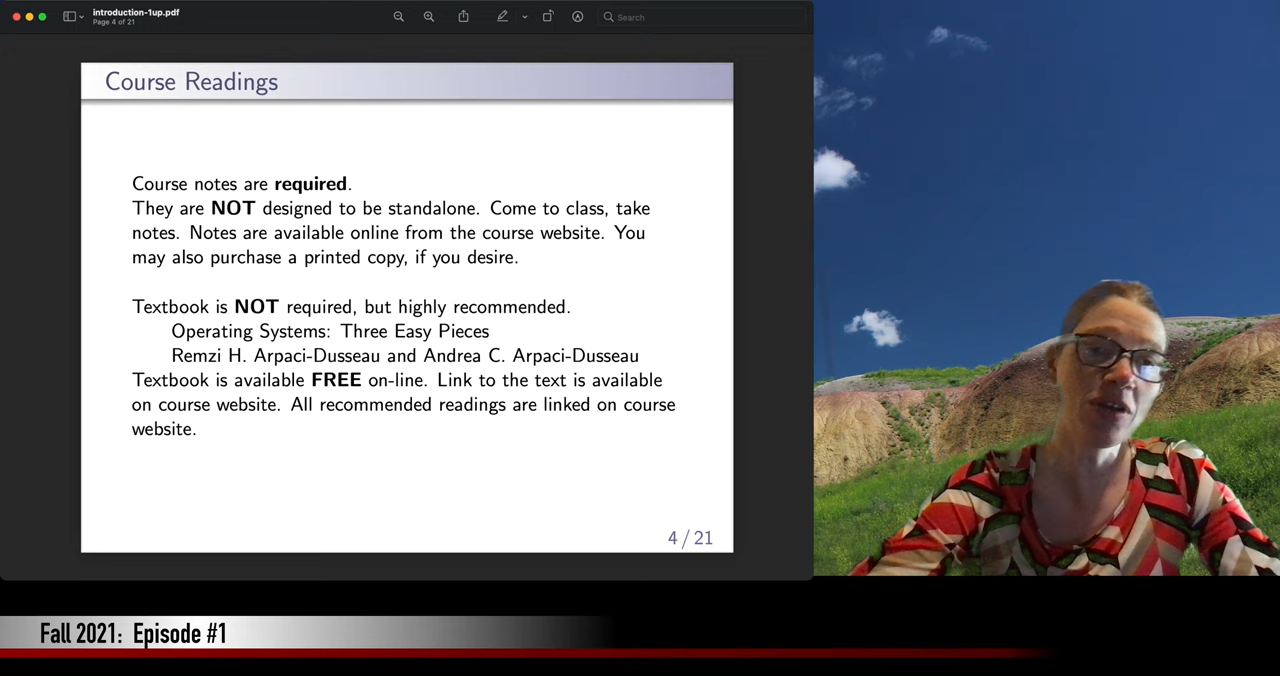 introduction-1up.pdf
Page 4 of 21
Search
Course Readings
Course notes are required.
They are NOT designed to be standalone. Come to class, take
notes. Notes are available online from the course website. You
may also purchase a printed copy, if you desire.
Textbook is NOT required, but highly recommended.
Operating Systems: Three Easy Pieces
Remzi H. Arpaci-Dusseau and Andrea C. Arpaci-Dusseau
Textbook is available FREE on-line. Link to the text is available
on course website. All recommended readings are linked on course
website.
4 / 21
Fall 2021: Episode #1